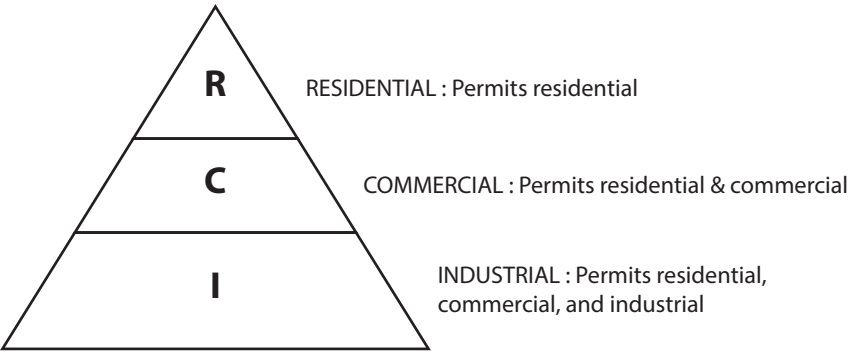 R
RESIDENTIAL : Permits residential
C
COMMERCIAL : Permits residential & commercial
I
INDUSTRIAL : Permits residential,
commercial, and industrial